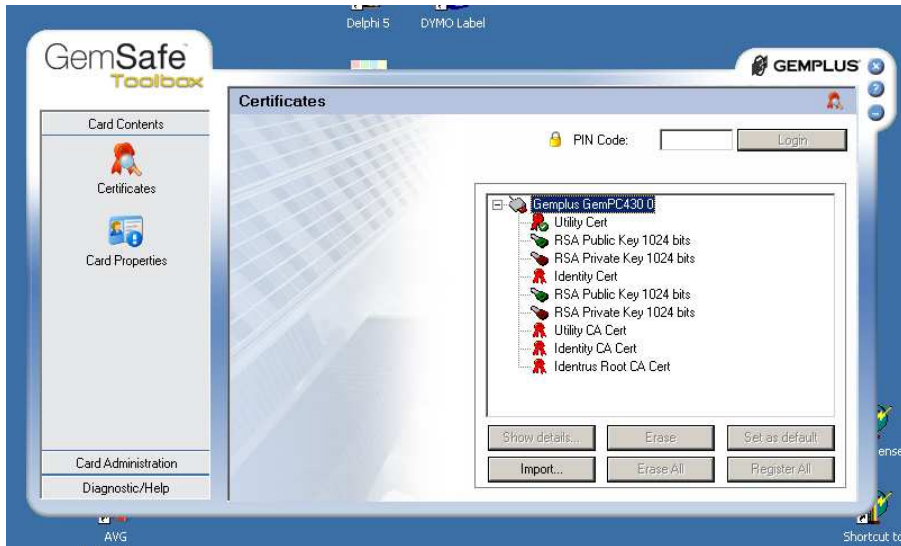 Delphi 5
DYMO Label
GemSafe
Toolbox
GEMPLUS
Certificates
Card Contents
Certificates
Card Properties
Card Administration
Diagnostic/Help
PIN Code:
Login
Gemplus GemPC430 0
Utility Cert
RSA Public Key 1024 bits
RSA Private Key 1024 bits
Identity Cert
RSA Public Key 1024 bits
RSA Private Key 1024 bits
Utility CA Cert
Identity CA Cert
Identrus Root CA Cert
Show details...
Erase
Set as default
Import...
Erase All
Register All
AVG
Shortcut to